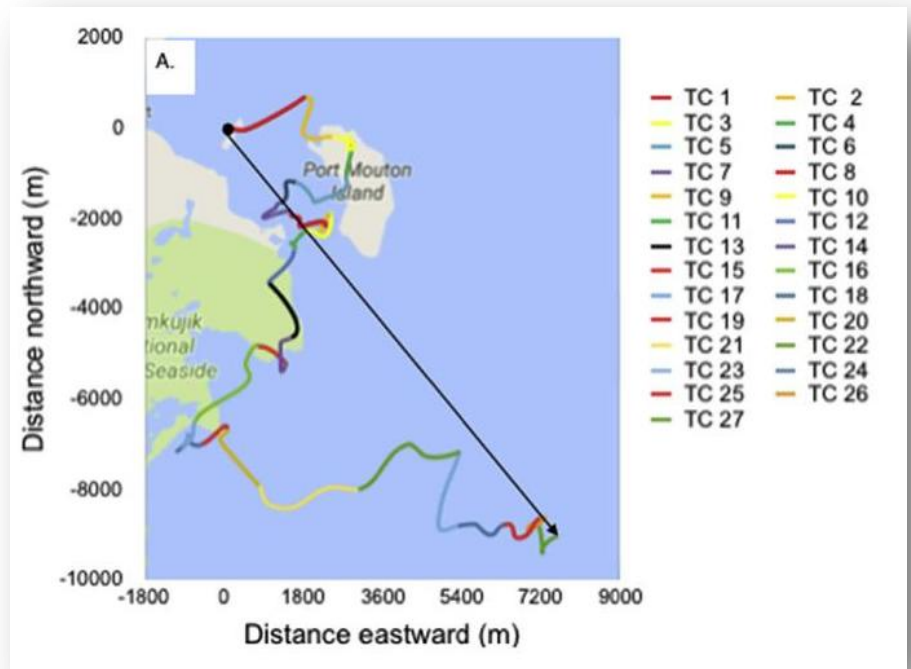 A.
2000
0
-2000
-4000
-6000
-8000
-10000
Distance northward (m)
Port Mouton
Island
mkujik
tional
Seaside
-1800 0 1800 3600 5400 7200 9000
Distance eastward (m)
TC 1 TC 2
TC 3 TC 4
TC 5 TC 6
TC 7 TC 8
TC 9 TC 10
TC 11 TC 12
TC 13 TC 14
TC 15 TC 16
TC 17 TC 18
TC 19 TC 20
TC 21 TC 22
TC 23 TC 24
TC 25 TC 26
TC 27